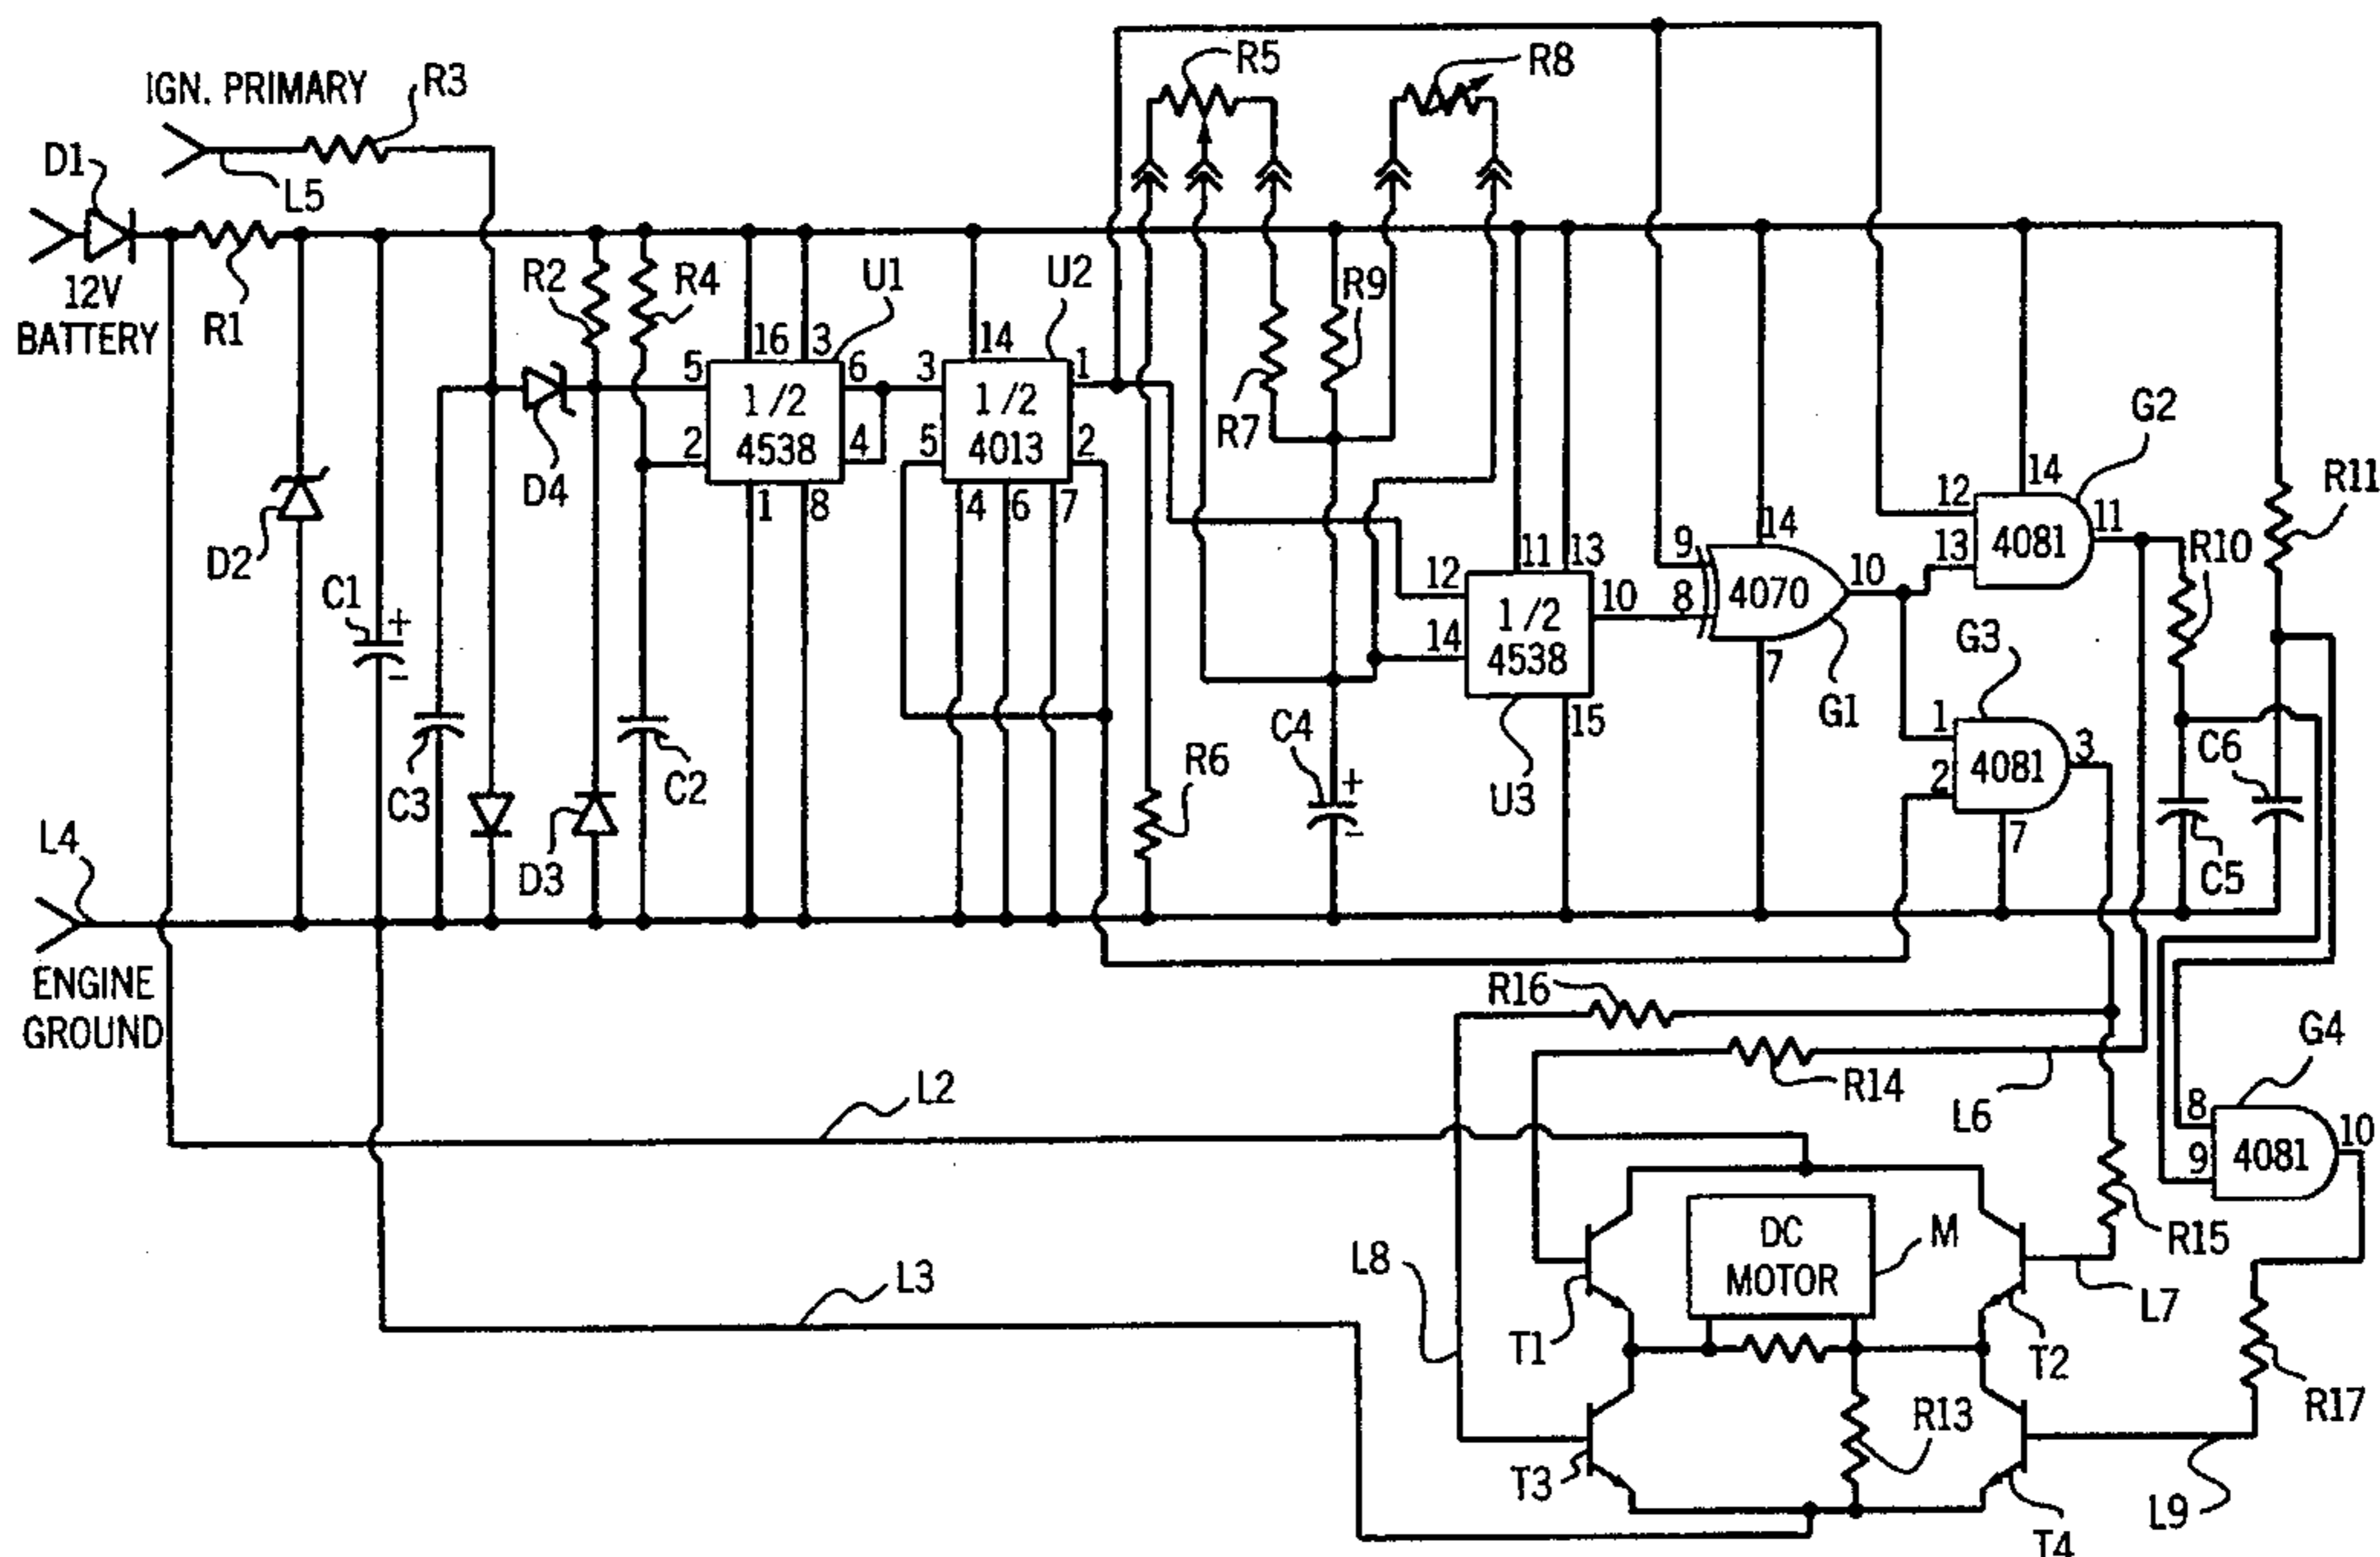 IGN. PRIMARY
R3
R5
R8
D1
L5
12V
BATTERY
R1
R2
R4
U1
U2
R9
16
3
14
5
6
3
1
1/2
4538
1/2
4013
R7
G2
2
4
5
2
D4
1
8
4
6
7
14
R11
12
11
13
4081
R10
D2
C1
+
-
11
13
14
9
12
1/2
4538
10
8
4070
10
14
7
G1
G3
15
C3
C2
R6
C4
+
-
U3
1
2
4081
3
7
C6
C5
L4
D3
ENGINE
GROUND
R16
R14
L6
G4
L2
8
9
4081
10
DC
MOTOR
M
R15
L8
L3
L7
T1
T2
R13
R17
T3
L9
T4